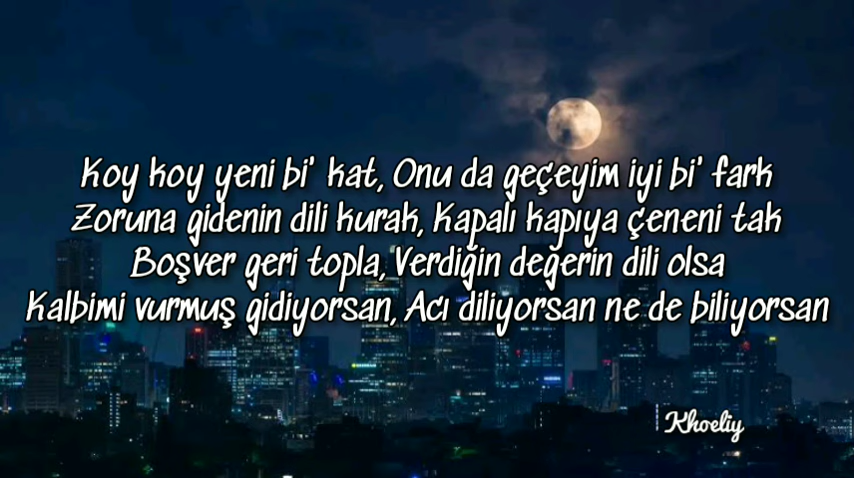 Koy koy yeni bi' kat, Onu da geçeyim iyi bi' fark
Zoruna gidenin dili kurak, Kapalı kapıya çeneni tak
Boşver geri topla, Verdiğin değerin dili olsa
Kalbimi vurmuş gidiyorsan, Acı diliyorsan ne de biliyorsan
Khoeliy